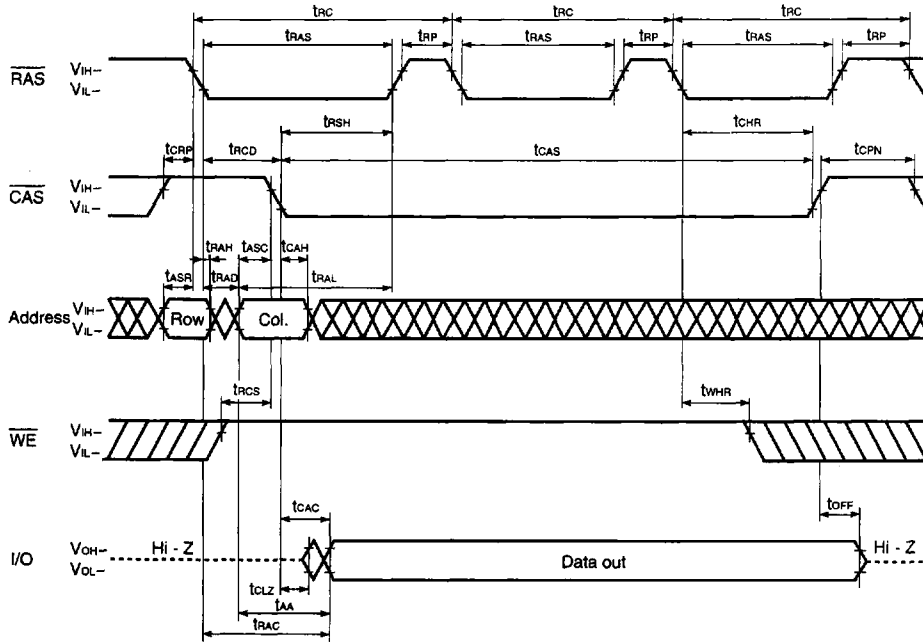 tRC tRC tRC
tRAS tRP tRAS tRP tRAS tRP
RAS VIH– VIL–
tRSH tCHR
tCRP tRCD tCAS tCPN
CAS VIH– VIL–
tRAH tASC tCAH
tASR tRAD tRAL
Address VIH– VIL– Row Col.
tRCS tWHR
WE VIH– VIL–
tCAC tOFF
I/O VOH– VOL– Hi - Z Data out Hi - Z
tCLZ
tAA
tRAC